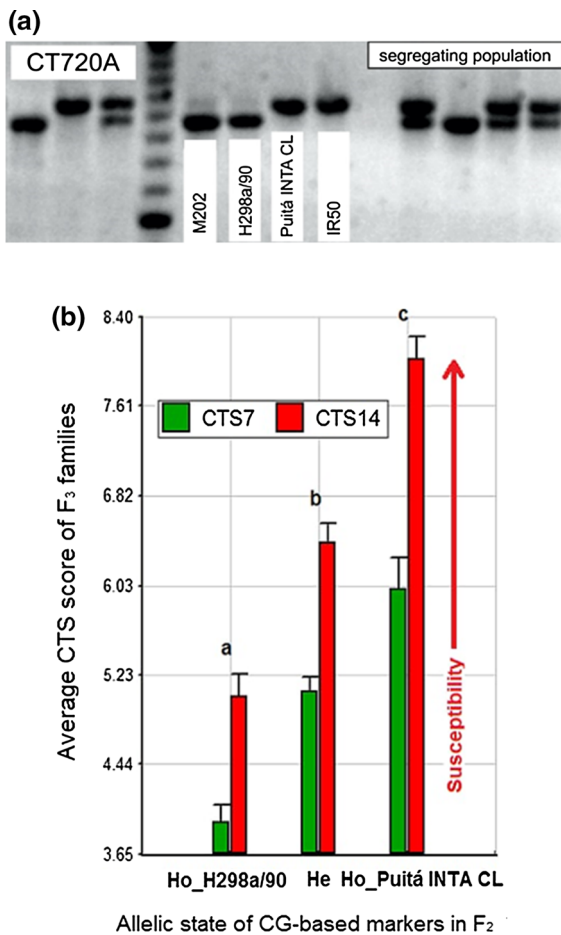 (a)
CT720A
segregating population
M202
H298a/90
Puitá INTA CL
IR50
(b)
8.40
7.61
6.82
6.03
5.23
4.44
3.65
Average CTS score of F₃ families
CTS7
CTS14
a
b
c
Susceptibility
Ho_H298a/90
He
Ho_Puitá INTA CL
Allelic state of CG-based markers in F₂